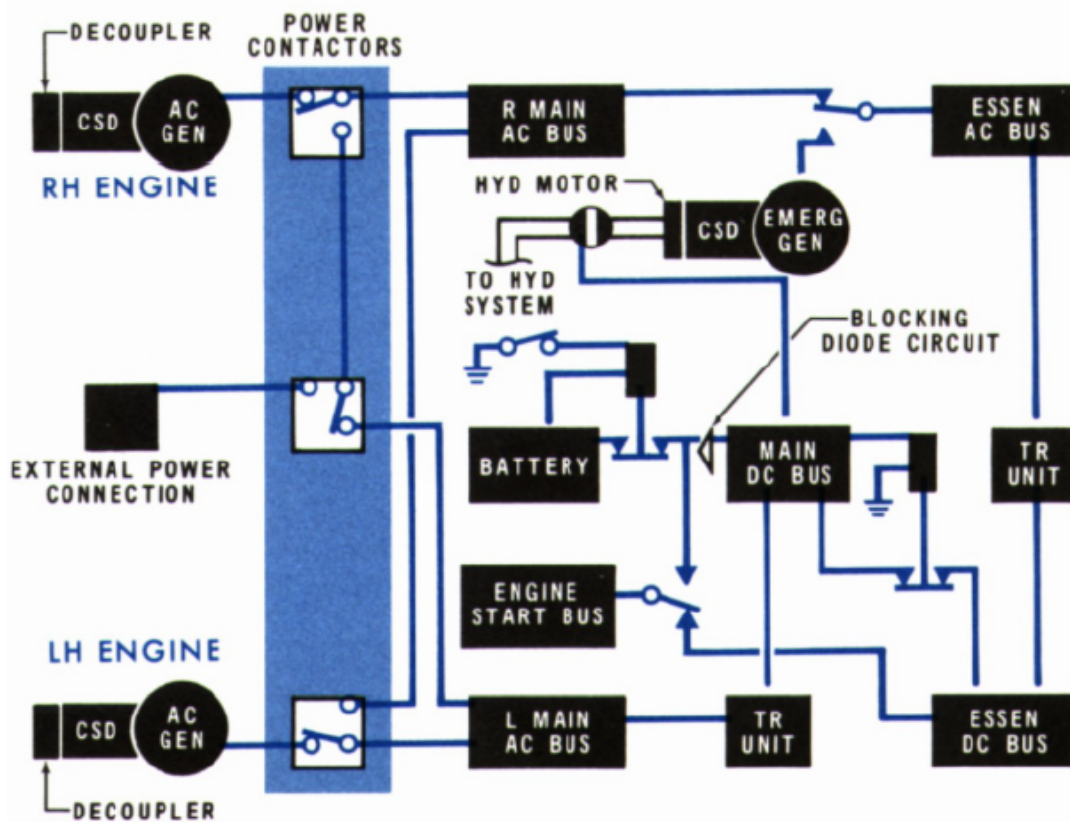 DECOUPLER
POWER
CONTACTORS
CSD
AC
GEN
RH ENGINE
R MAIN
AC BUS
ESSEN
AC BUS
HYD MOTOR
CSD
EMERG
GEN
TO HYD
SYSTEM
BLOCKING
DIODE CIRCUIT
EXTERNAL POWER
CONNECTION
BATTERY
MAIN
DC BUS
TR
UNIT
ENGINE
START BUS
LH ENGINE
CSD
AC
GEN
L MAIN
AC BUS
TR
UNIT
ESSEN
DC BUS
DECOUPLER